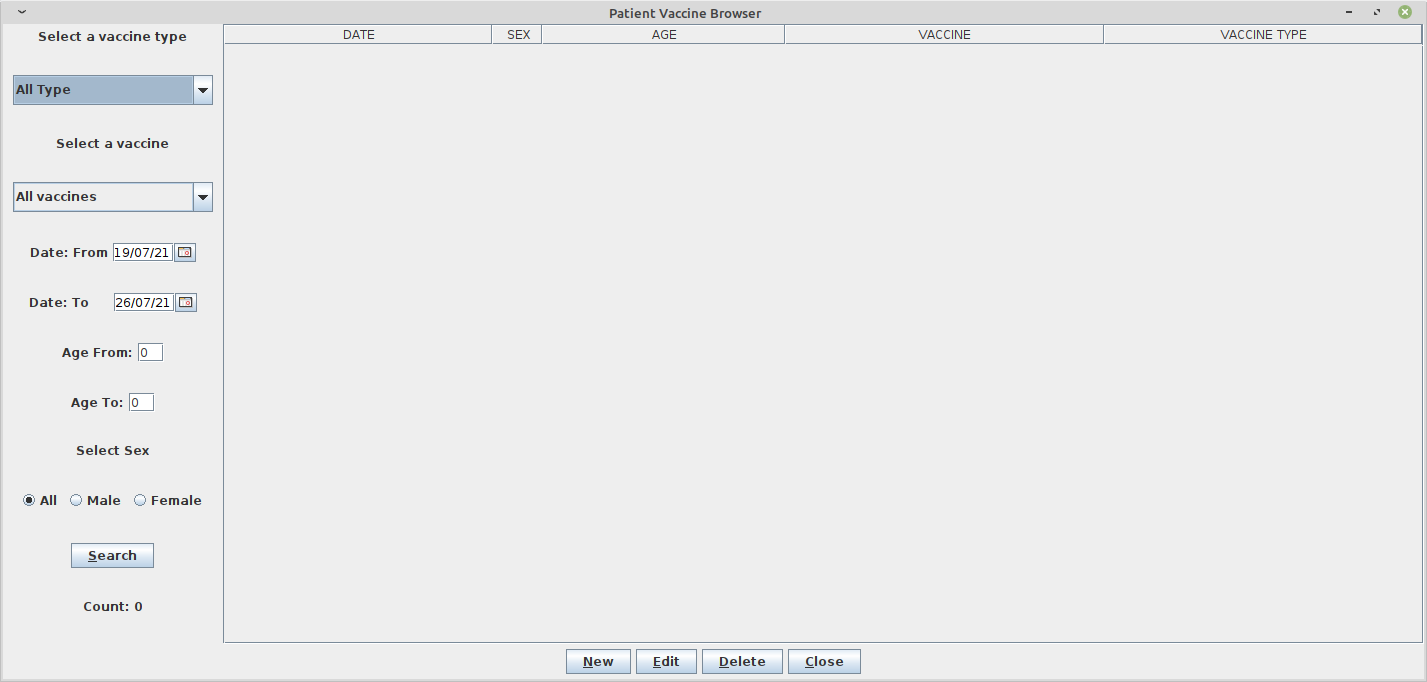 Patient Vaccine Browser
Select a vaccine type
All Type
Select a vaccine
All vaccines
Date: From 19/07/21
Date: To 26/07/21
Age From: 0
Age To: 0
Select Sex
All Male Female
Search
Count: 0
DATE SEX AGE VACCINE VACCINE TYPE
New Edit Delete Close